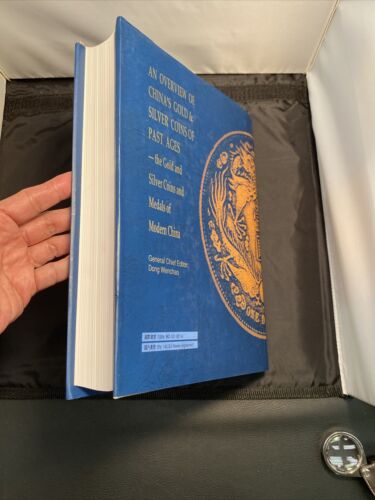 AN OVERVIEW OF
CHINA'S GOLD &
SILVER COINS OF
PAST AGES
— the Gold and
Silver Coins and
Medals of
Modern China
General Chief Editor:
Dong Wenchao
ONE D